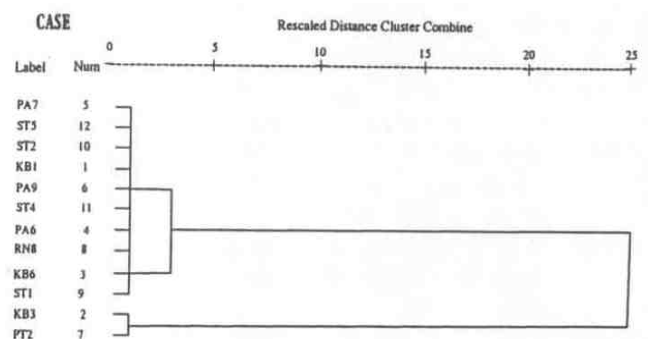 CASE Rescaled Distance Cluster Combine
0 5 10 15 20 25
Label Num
PA7 5
ST5 12
ST2 10
KB1 1
PA9 6
ST4 11
PA6 4
RN8 8
KB6 3
ST1 9
KB3 2
PT2 7